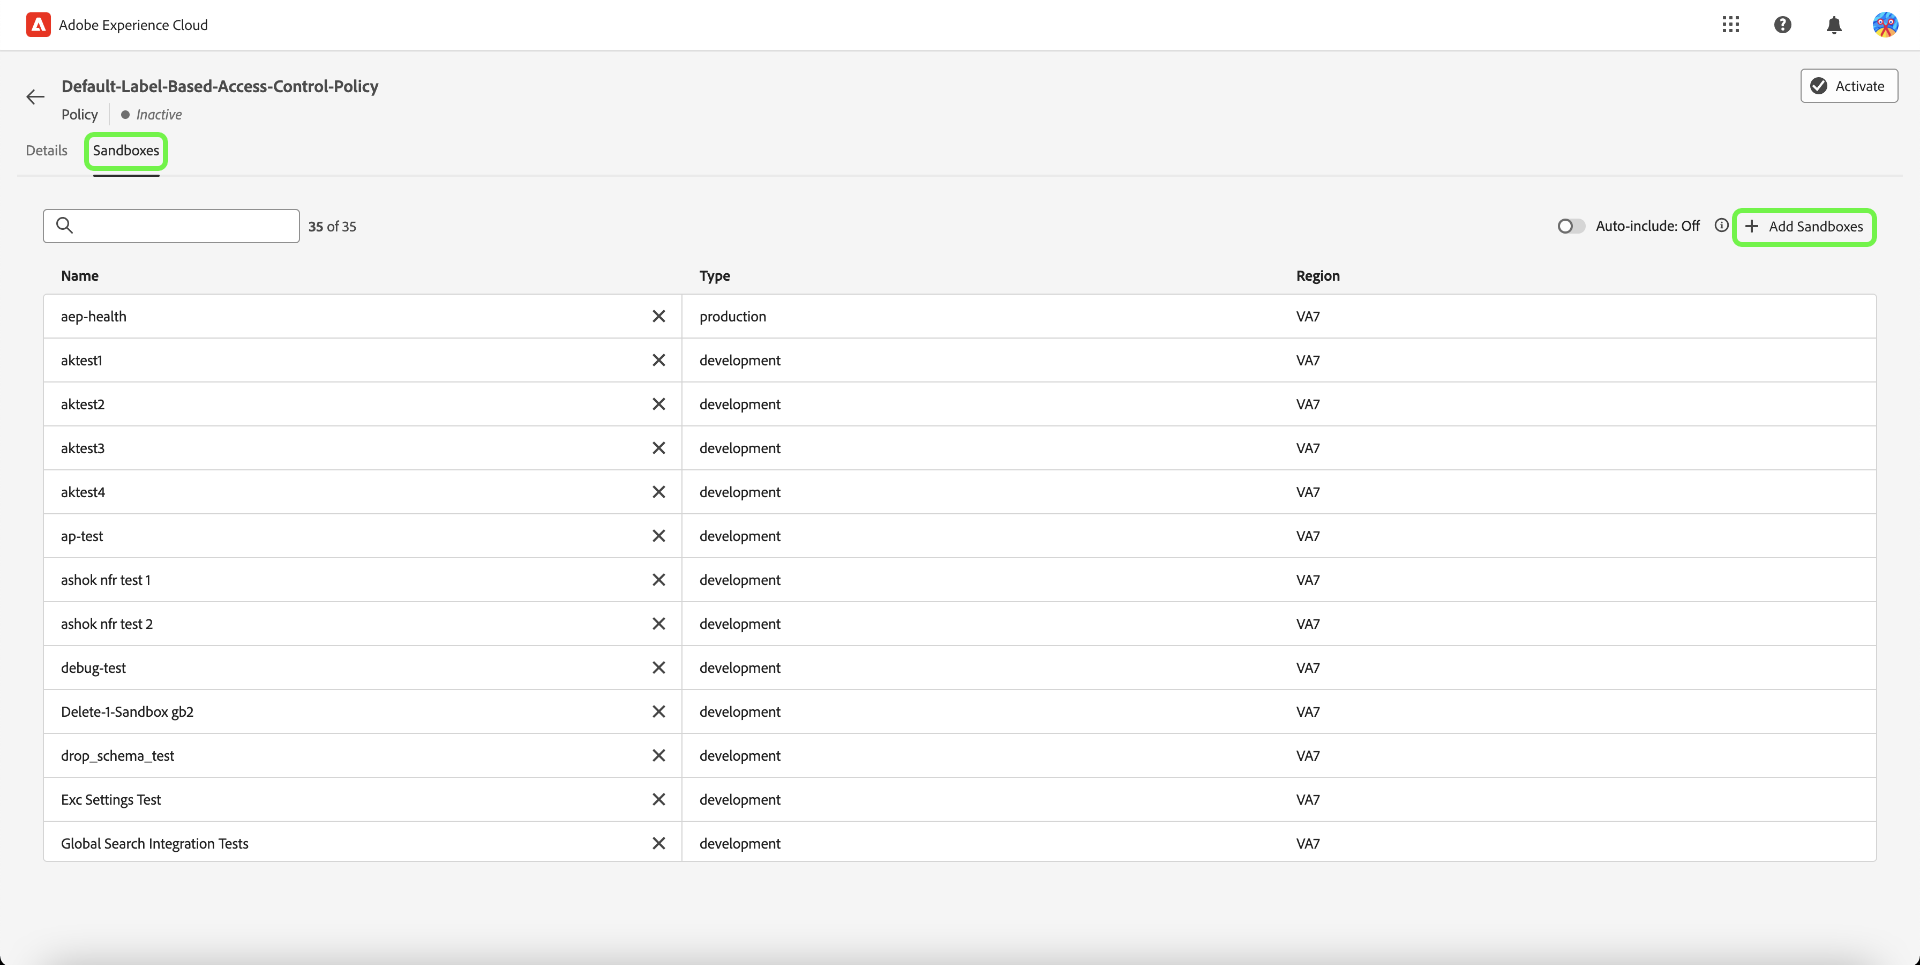 Adobe Experience Cloud
Default-Label-Based-Access-Control-Policy
Policy
Inactive
Activate
Details
Sandboxes
35 of 35
Auto-include: Off
Add Sandboxes
Name Type Region
aep-health production VA7
aktest1 development VA7
aktest2 development VA7
aktest3 development VA7
aktest4 development VA7
ap-test development VA7
ashok nfr test 1 development VA7
ashok nfr test 2 development VA7
debug-test development VA7
Delete-1-Sandbox gb2 development VA7
drop_schema_test development VA7
Exc Settings Test development VA7
Global Search Integration Tests development VA7